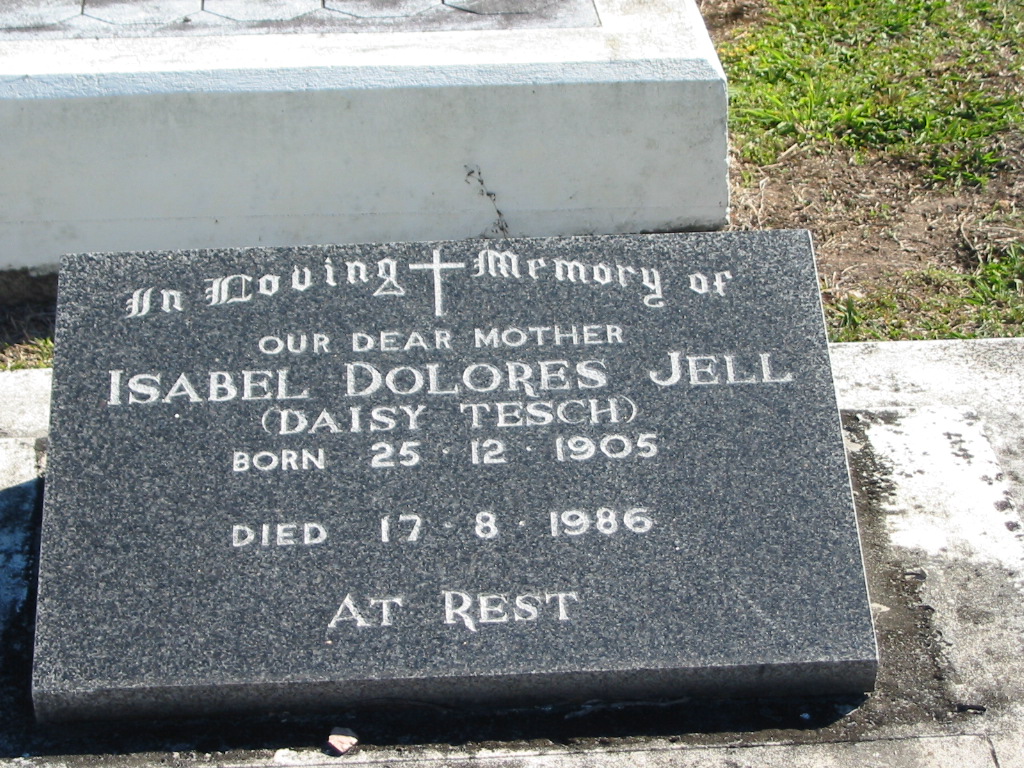 In Loving Memory of
OUR DEAR MOTHER
ISABEL DOLORES JELL
(DAISY TESCH)
BORN 25 · 12 · 1905
DIED 17 · 8 · 1986
AT REST